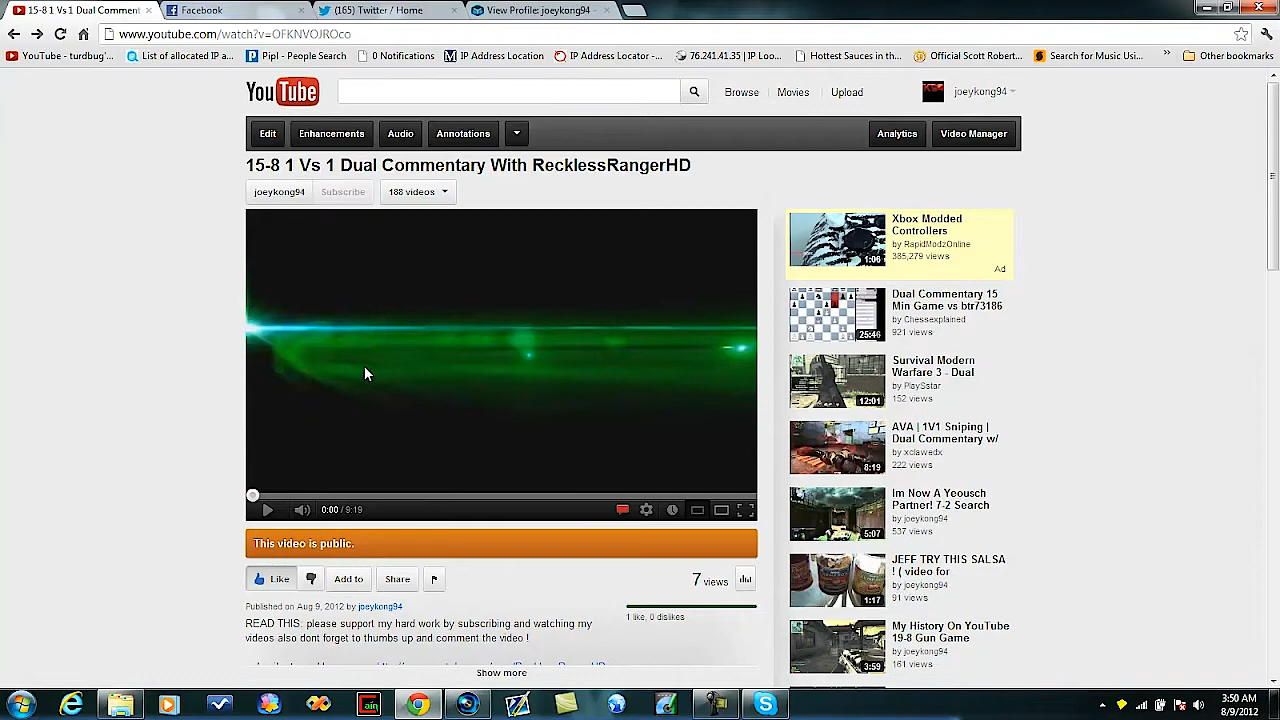 15-8 1 Vs 1 Dual Comment
Facebook
(165) Twitter / Home
View Profile: joeykong94 -
www.youtube.com/watch?v=OFKNVOJROco
YouTube - turdbug'...
List of allocated IP a...
Pipl - People Search
0 Notifications
IP Address Location
IP Address Locator -...
76.241.41.35 | IP Loo...
Hottest Sauces in th...
Official Scott Robert...
Search for Music Usi...
Other bookmarks
YouTube
Browse
Movies
Upload
joeykong94
Edit
Enhancements
Audio
Annotations
Analytics
Video Manager
15-8 1 Vs 1 Dual Commentary With RecklessRangerHD
joeykong94
Subscribe
188 videos
0:00 / 9:19
This video is public.
Like
Add to
Share
7 views
Published on Aug 9, 2012 by joeykong94
1 like, 0 dislikes
READ THIS: please support my hard work by subscribing and watching my
videos also dont forget to thumbs up and comment the video !
Show more
Xbox Modded
Controllers
by RapidModzOnline
385,279 views
Ad
1:06
Dual Commentary 15
Min Game vs btr73186
by Chessexplained
921 views
25:46
Survival Modern
Warfare 3 - Dual
by PlaySstar
152 views
12:01
AVA | 1V1 Sniping |
Dual Commentary w/
by xclawedx
222 views
8:19
Im Now A Yeousch
Partner! 7-2 Search
by joeykong94
537 views
5:07
JEFF TRY THIS SALSA
! ( video for
by joeykong94
91 views
1:17
My History On YouTube
19-8 Gun Game
by joeykong94
161 views
3:59
Cain
3:50 AM
8/9/2012